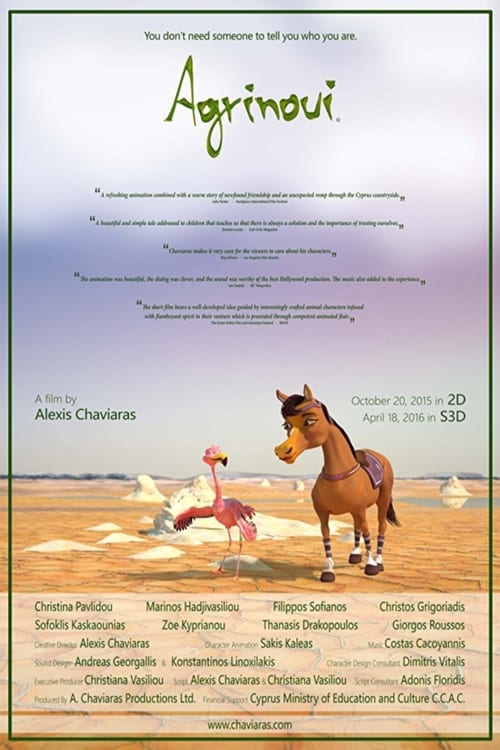 You don't need someone to tell you who you are.
Agrinoui
“A refreshing animation combined with a warm story of newfound friendship and an unexpected romp through the Cyprus countryside.”
“A beautiful and simple tale addressed to children that teaches us that there is always a solution and the importance of trusting ourselves.”
“Chaviaras makes it very easy for the viewers to care about his characters.”
“The animation was beautiful, the dialog was clever, and the sound was worthy of the best Hollywood production. The music also added to the experience.”
“The short film bears a well-developed idea guided by interestingly crafted animal characters infused
with flamboyant spirit in their venture which is presented through competent animated flair.”
A film by
Alexis Chaviaras
October 20, 2015 in 2D
April 18, 2016 in S3D
Christina Pavlidou Marinos Hadjivasiliou Filippos Sofianos Christos Grigoriadis
Sofoklis Kaskaounias Zoe Kyprianou Thanasis Drakopoulos Giorgos Roussos
Creative Director Alexis Chaviaras Character Animation Sakis Kaleas Music Costas Cacoyannis
Sound Design Andreas Georgallis & Konstantinos Linoxilakis Character Design Consultant Dimitris Vitalis
Executive Producer Christiana Vasiliou Script Alexis Chaviaras & Christiana Vasiliou Script Consultant Adonis Floridis
Produced By A. Chaviaras Productions Ltd. Financial Support Cyprus Ministry of Education and Culture C.C.A.C.
www.chaviaras.com